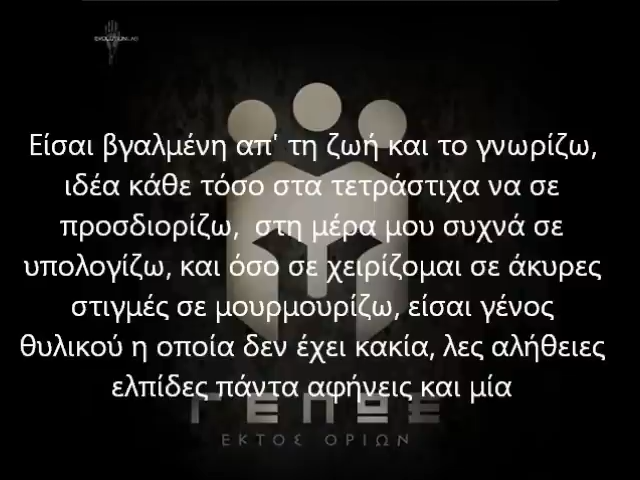 Είσαι βγαλμένη απ' τη ζωή και το γνωρίζω,
ιδέα κάθε τόσο στα τετράστιχα να σε
προσδιορίζω, στη μέρα μου συχνά σε
υπολογίζω, και όσο σε χειρίζομαι σε άκυρες
στιγμές σε μουρμουρίζω, είσαι γένος
θυλικού η οποία δεν έχει κακία, λες αλήθειες
ελπίδες πάντα αφήνεις και μία
ΕΚΤΟΣ ΟΡΙΩΝ